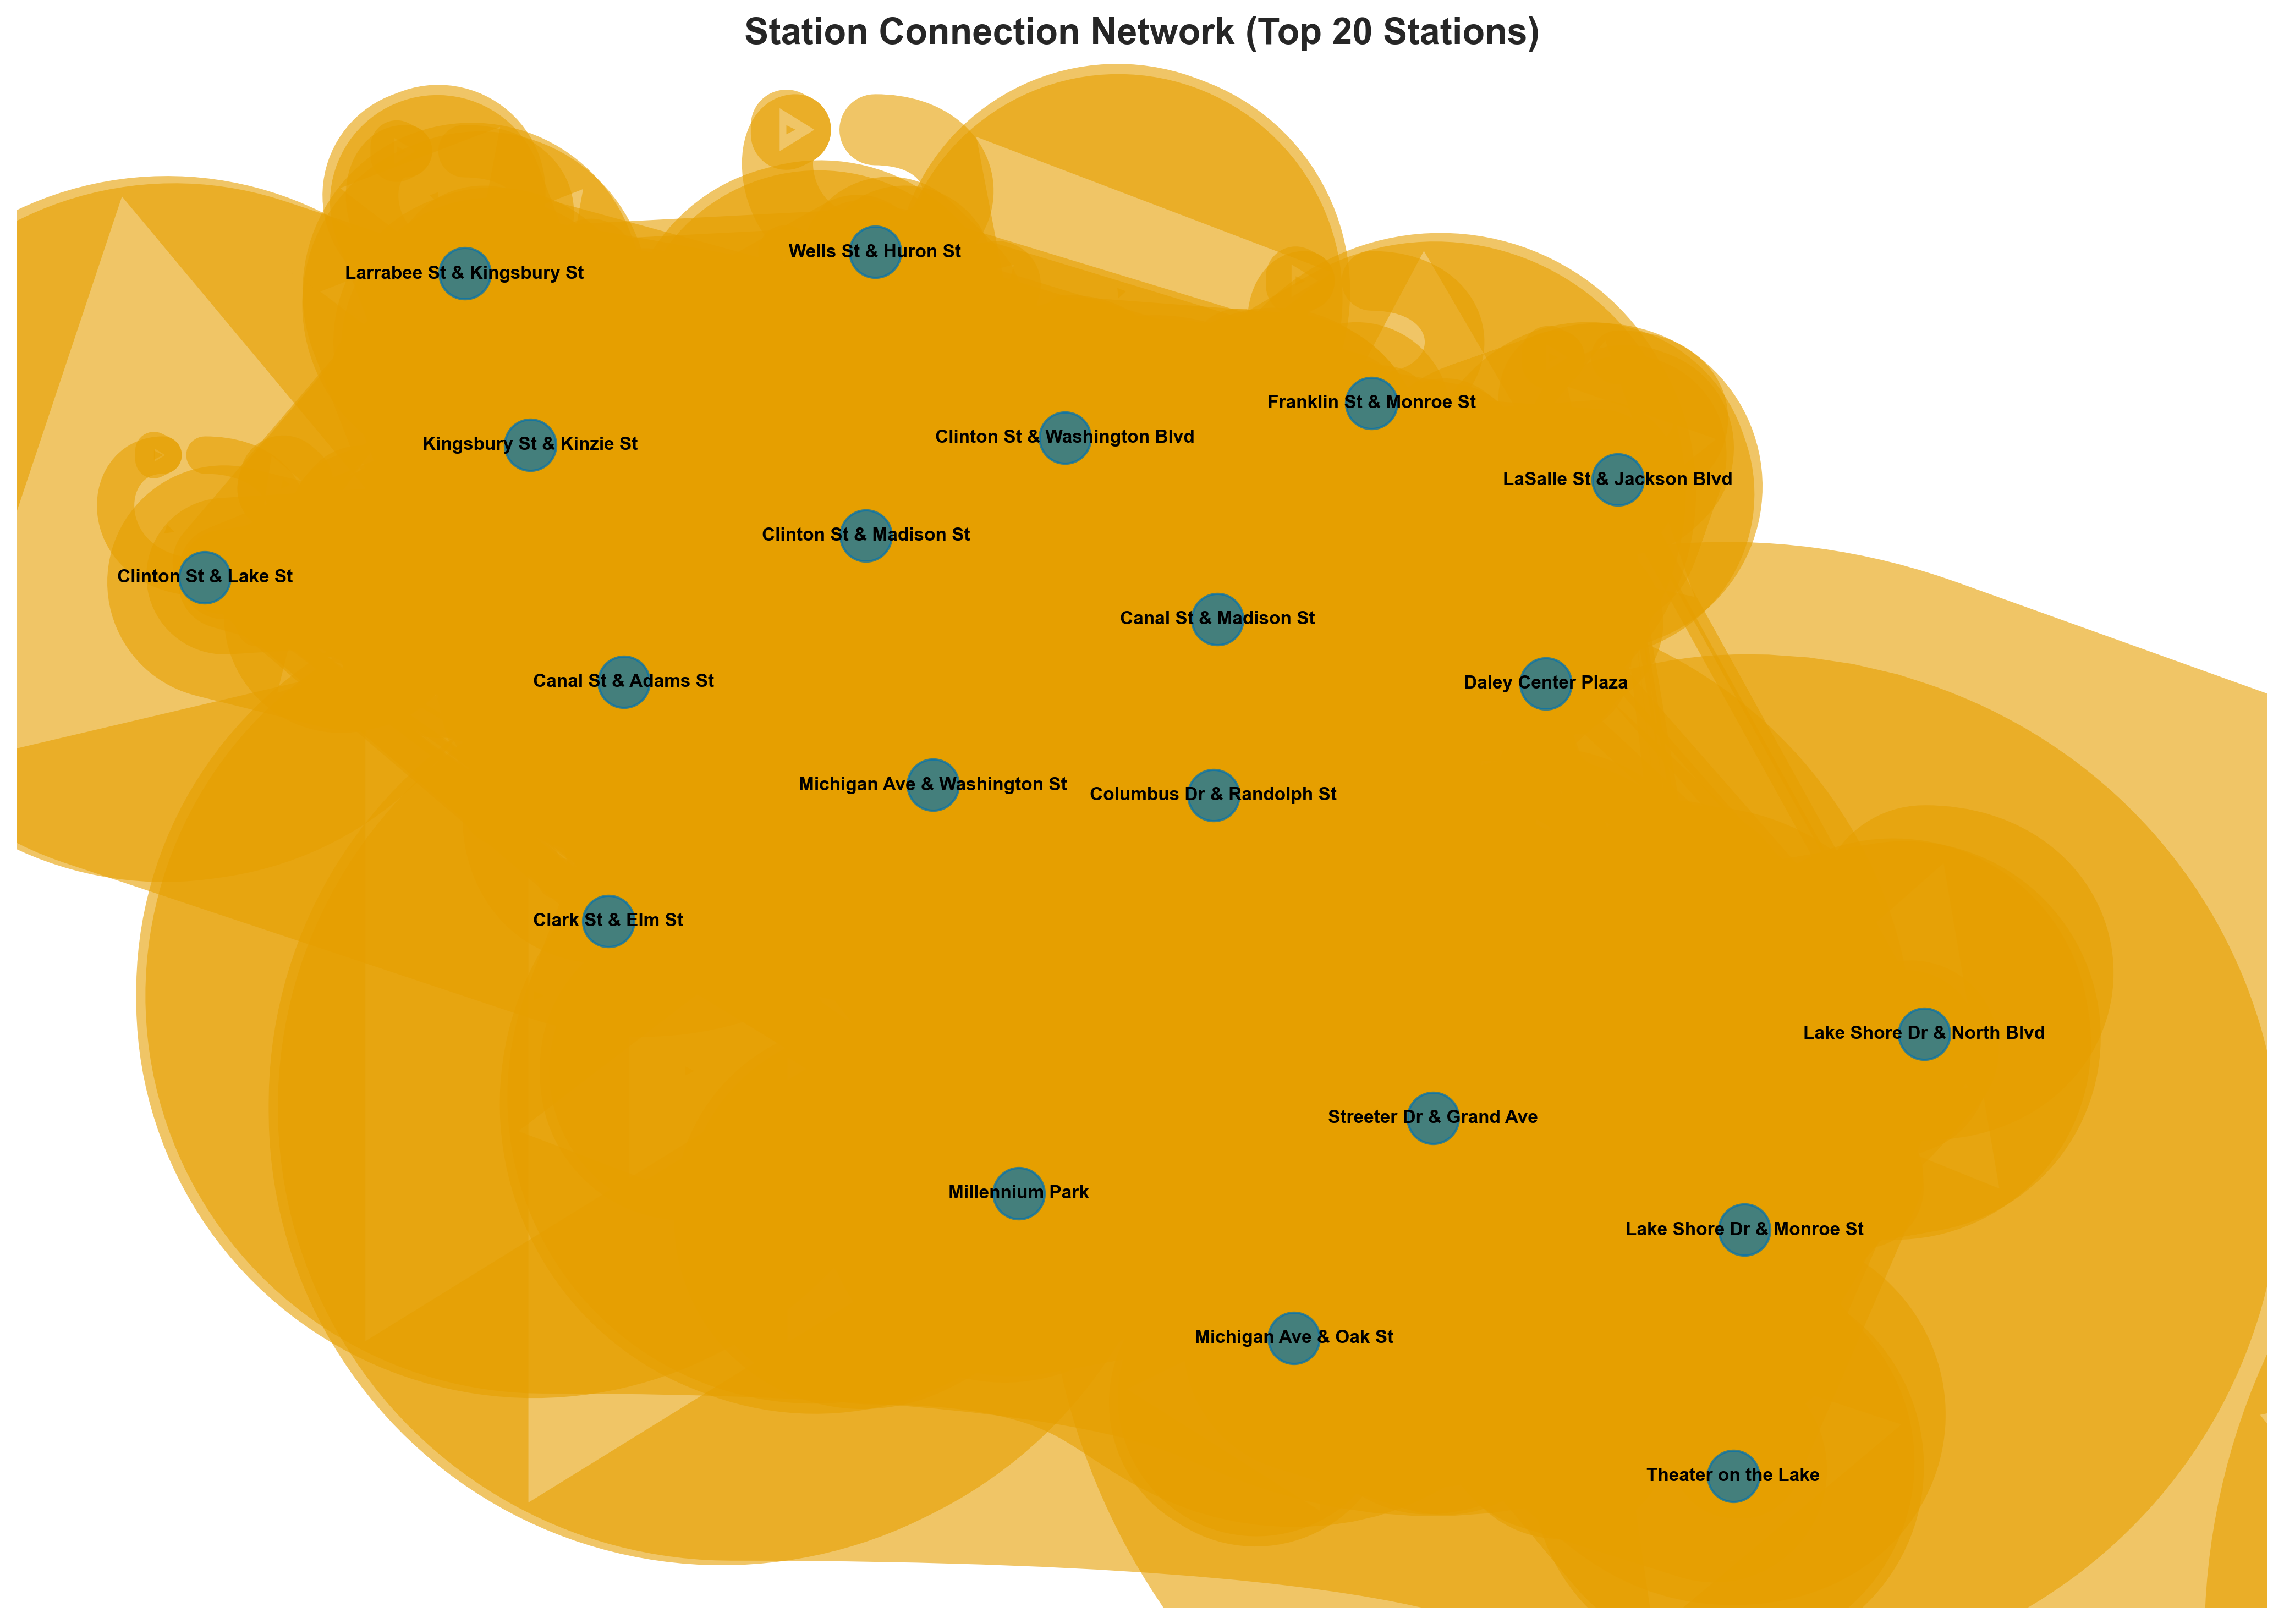 Station Connection Network (Top 20 Stations)
Wells St & Huron St
Larrabee St & Kingsbury St
Franklin St & Monroe St
Clinton St & Washington Blvd
Kingsbury St & Kinzie St
LaSalle St & Jackson Blvd
Clinton St & Madison St
Clinton St & Lake St
Canal St & Madison St
Canal St & Adams St
Daley Center Plaza
Michigan Ave & Washington St
Columbus Dr & Randolph St
Clark St & Elm St
Lake Shore Dr & North Blvd
Streeter Dr & Grand Ave
Millennium Park
Lake Shore Dr & Monroe St
Michigan Ave & Oak St
Theater on the Lake